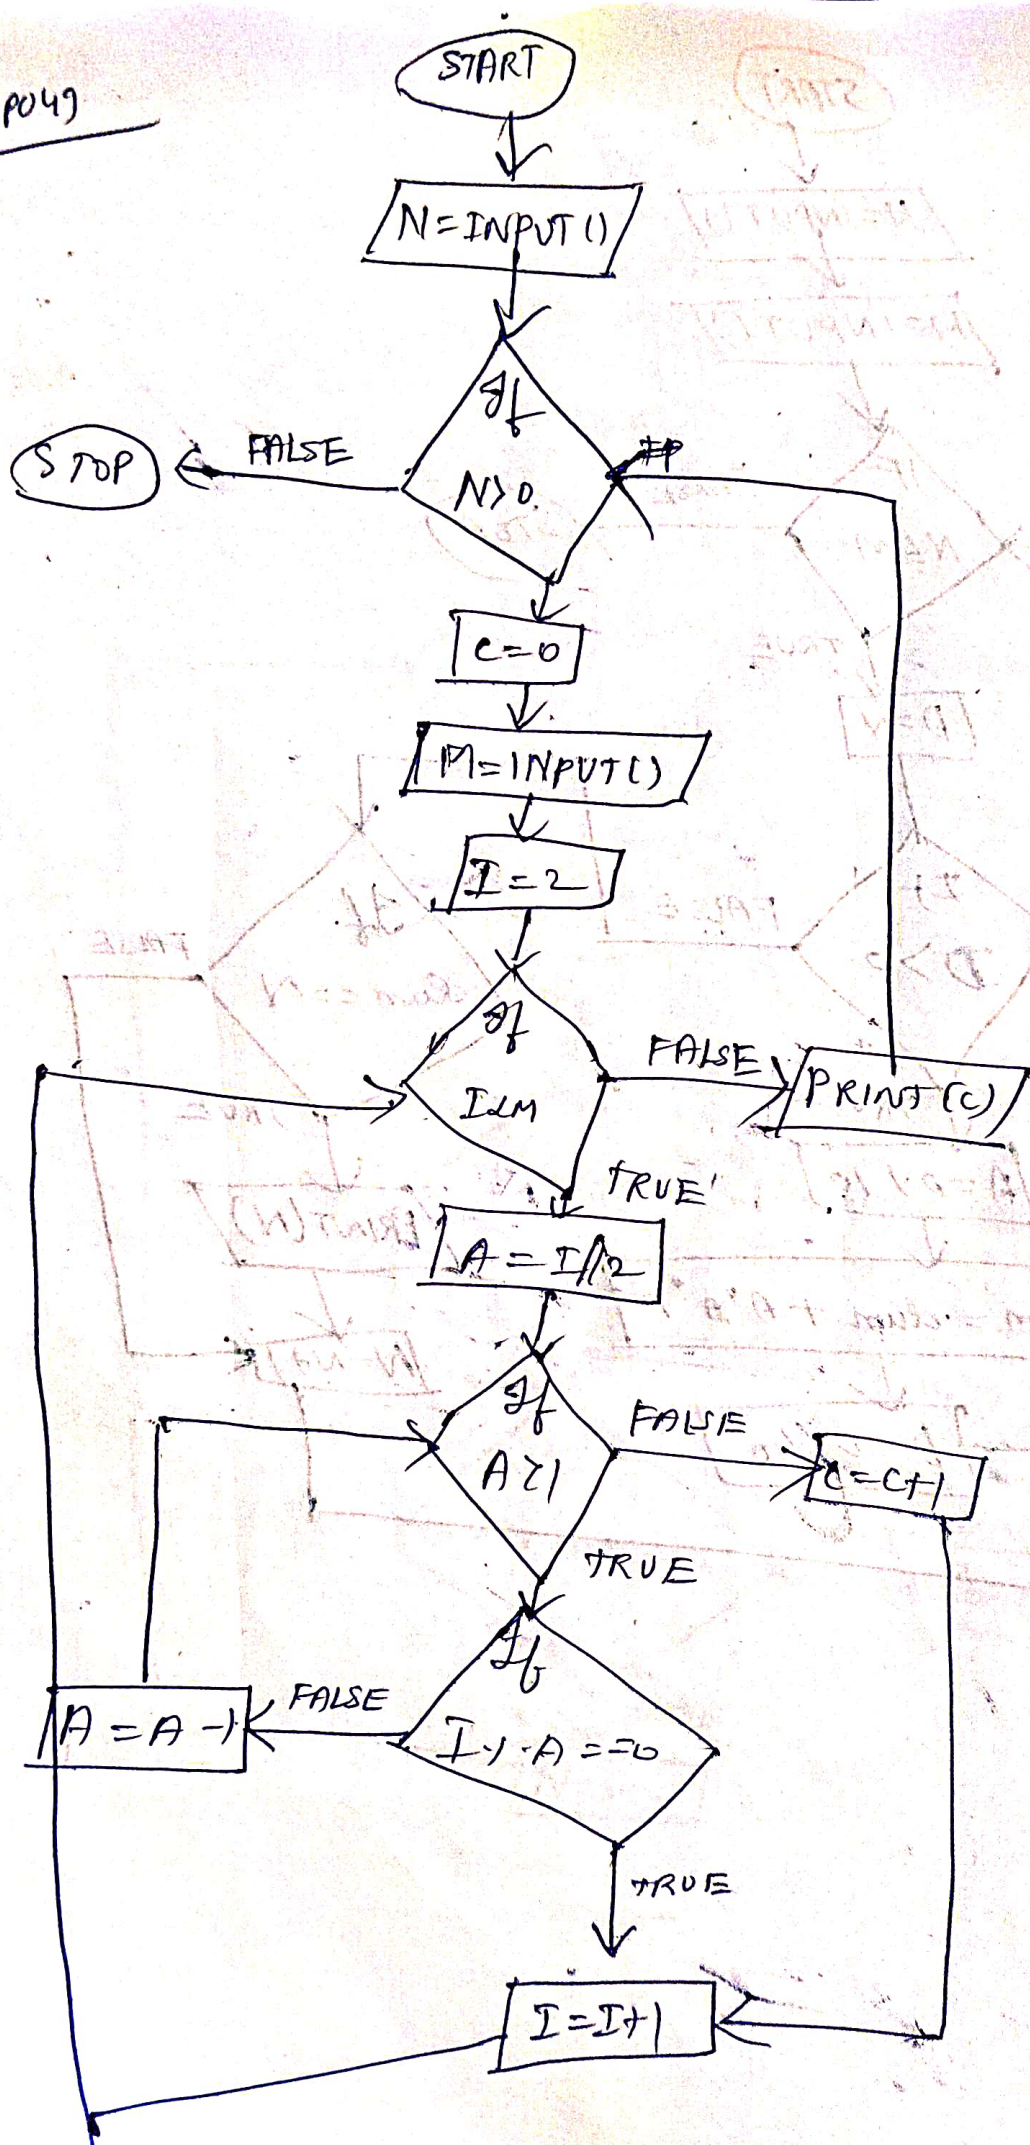 P049
START
N=INPUT()
If
N>0
FALSE
STOP
C=0
M=INPUT()
I=2
If
I<M
FALSE
PRINT(C)
TRUE
A=I//2
If
A>1
FALSE
C=C+1
TRUE
If
I%A==0
FALSE
A=A-1
TRUE
I=I+1